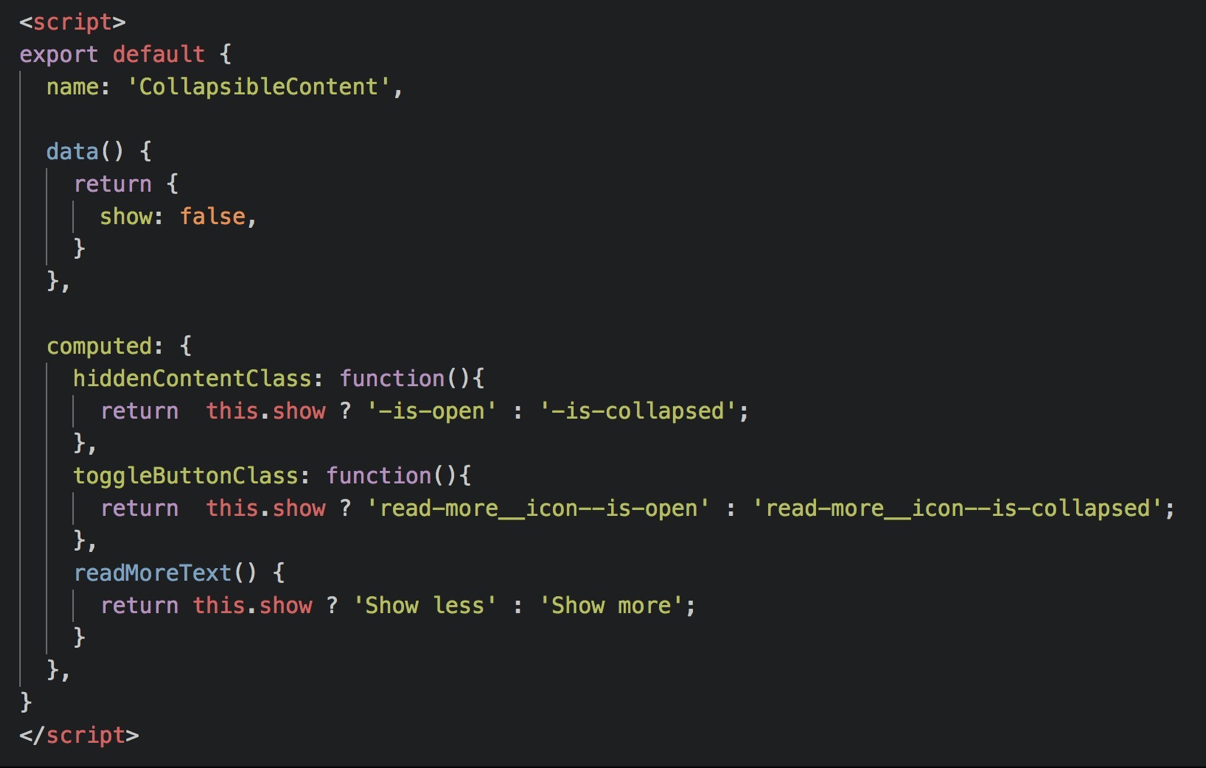 <script>
export default {
  name: 'CollapsibleContent',

  data() {
    return {
      show: false,
    }
  },

  computed: {
    hiddenContentClass: function(){
      return  this.show ? '-is-open' : '-is-collapsed';
    },
    toggleButtonClass: function(){
      return  this.show ? 'read-more__icon--is-open' : 'read-more__icon--is-collapsed';
    },
    readMoreText() {
      return this.show ? 'Show less' : 'Show more';
    }
  },
}
</script>